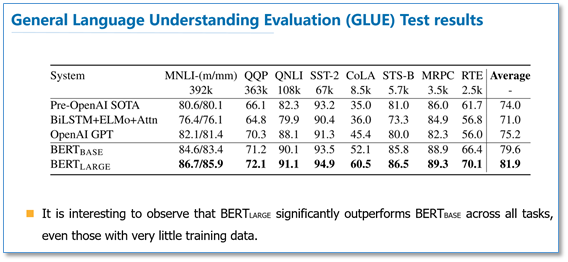 General Language Understanding Evaluation (GLUE) Test results
System MNLI-(m/mm) QQP QNLI SST-2 CoLA STS-B MRPC RTE Average
392k 363k 108k 67k 8.5k 5.7k 3.5k 2.5k -
Pre-OpenAI SOTA 80.6/80.1 66.1 82.3 93.2 35.0 81.0 86.0 61.7 74.0
BiLSTM+ELMo+Attn 76.4/76.1 64.8 79.9 90.4 36.0 73.3 84.9 56.8 71.0
OpenAI GPT 82.1/81.4 70.3 88.1 91.3 45.4 80.0 82.3 56.0 75.2
BERTBASE 84.6/83.4 71.2 90.1 93.5 52.1 85.8 88.9 66.4 79.6
BERTLARGE 86.7/85.9 72.1 91.1 94.9 60.5 86.5 89.3 70.1 81.9
It is interesting to observe that BERTLARGE significantly outperforms BERTBASE across all tasks,
even those with very little training data.